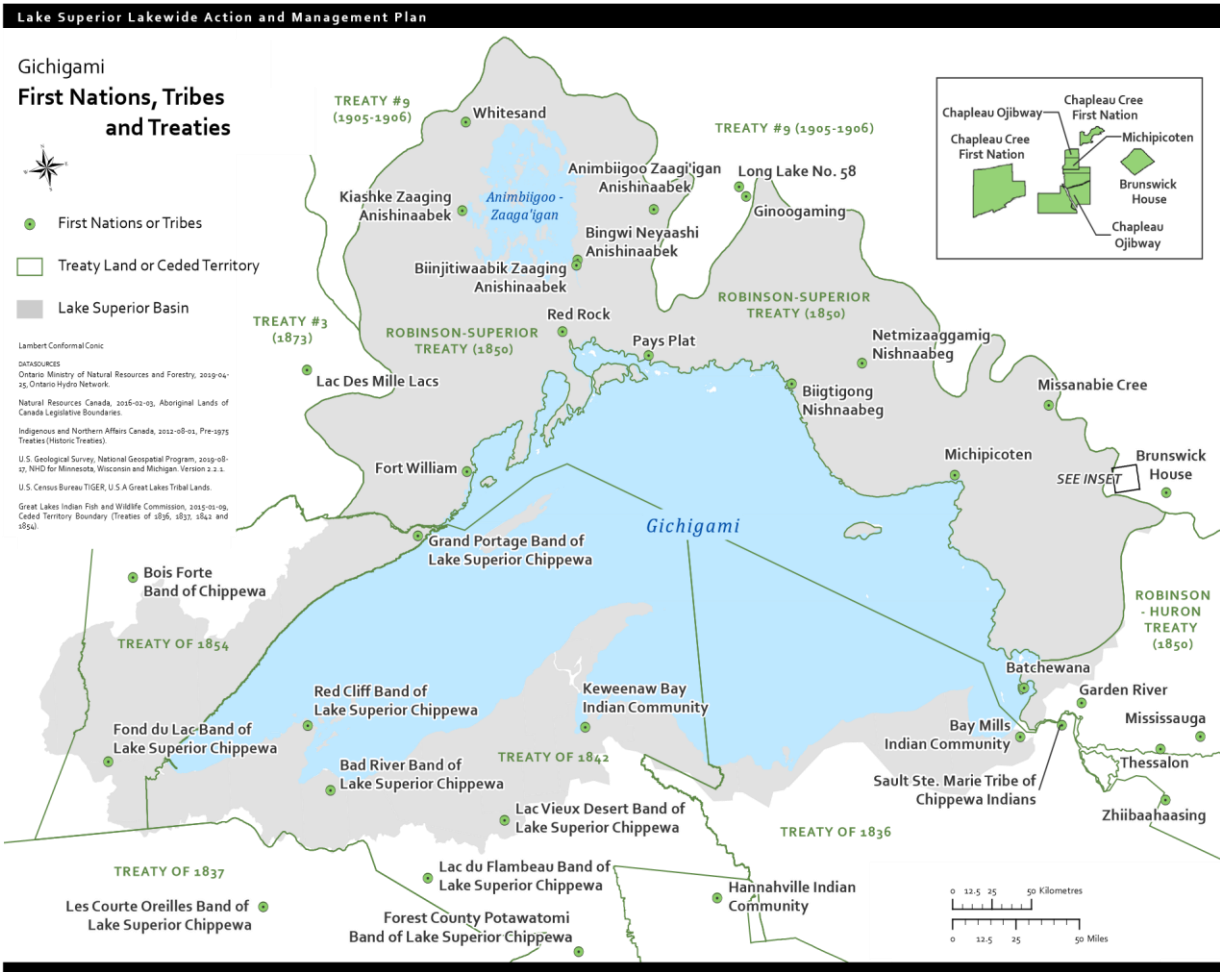 Lake Superior Lakewide Action and Management Plan
Gichigami
First Nations, Tribes
and Treaties
First Nations or Tribes
Treaty Land or Ceded Territory
Lake Superior Basin
Lambert Conformal Conic
DATASOURCES
Ontario Ministry of Natural Resources and Forestry, 2019-04-
25, Ontario Hydro Network.
Natural Resources Canada, 2016-02-03, Aboriginal Lands of
Canada Legislative Boundaries.
Indigenous and Northern Affairs Canada, 2012-08-01, Pre-1975
Treaties (Historic Treaties).
U.S. Geological Survey, National Geospatial Program, 2019-08-
17, NHD for Minnesota, Wisconsin and Michigan. Version 2.2.1.
U.S. Census Bureau TIGER, U.S.A Great Lakes Tribal Lands.
Great Lakes Indian Fish and Wildlife Commission, 2015-01-09,
Ceded Territory Boundary (Treaties of 1836, 1837, 1842 and
1854).
TREATY #9
(1905-1906)
Whitesand
TREATY #9 (1905-1906)
Chapleau Ojibway
Chapleau Cree
First Nation
Michipicoten
Chapleau Cree
First Nation
Brunswick
House
Chapleau
Ojibway
Animbiigoo Zaagi'igan
Anishinaabek
Long Lake No. 58
Ginoogaming
Kiashke Zaaging
Anishinaabek
Animbiigoo -
Zaaga'igan
Bingwi Neyaashi
Anishinaabek
Biinjitiwaabik Zaaging
Anishinaabek
TREATY #3
(1873)
ROBINSON-SUPERIOR
TREATY (1850)
Red Rock
ROBINSON-SUPERIOR
TREATY (1850)
Pays Plat
Netmizaaggamig
Nishnaabeg
Lac Des Mille Lacs
Biigtigong
Nishnaabeg
Missanabie Cree
Fort William
Michipicoten
SEE INSET
Brunswick
House
Gichigami
Grand Portage Band of
Lake Superior Chippewa
Bois Forte
Band of Chippewa
ROBINSON
- HURON
TREATY
(1850)
TREATY OF 1854
Batchewana
Red Cliff Band of
Lake Superior Chippewa
Keweenaw Bay
Indian Community
Garden River
Mississauga
Fond du Lac Band of
Lake Superior Chippewa
Bay Mills
Indian Community
Thessalon
TREATY OF 1842
Bad River Band of
Lake Superior Chippewa
Sault Ste. Marie Tribe of
Chippewa Indians
Zhiibaahaasing
Lac Vieux Desert Band of
Lake Superior Chippewa
TREATY OF 1836
TREATY OF 1837
Lac du Flambeau Band of
Lake Superior Chippewa
Hannahville Indian
Community
Les Courte Oreilles Band of
Lake Superior Chippewa
Forest County Potawatomi
Band of Lake Superior Chippewa
0 12.5 25 50 Kilometres
0 12.5 25 50 Miles